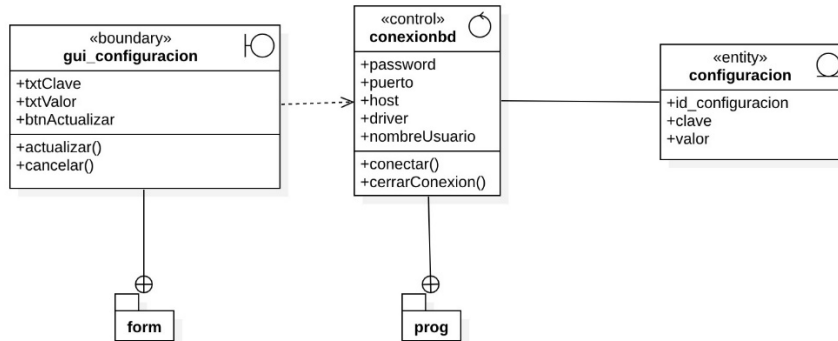 «boundary»
gui_configuracion
+txtClave
+txtValor
+btnActualizar
+actualizar()
+cancelar()
«control»
conexionbd
+password
+puerto
+host
+driver
+nombreUsuario
+conectar()
+cerrarConexion()
«entity»
configuracion
+id_configuracion
+clave
+valor
form
prog